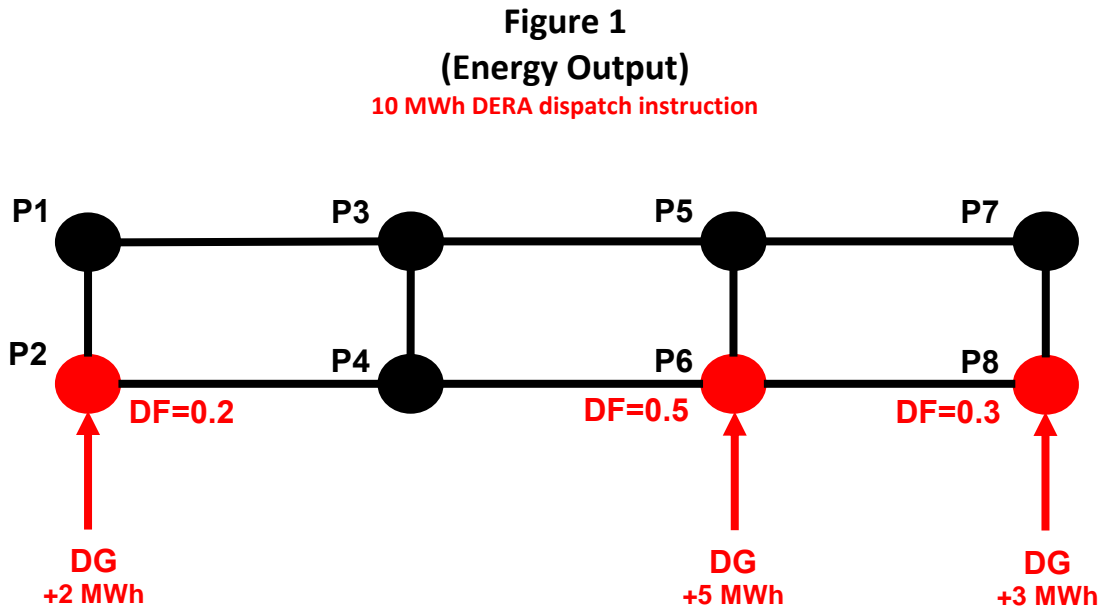 Figure 1
(Energy Output)
10 MWh DERA dispatch instruction
P1
P3
P5
P7
P2
P4
P6
P8
DF=0.2
DF=0.5
DF=0.3
DG
+2 MWh
DG
+5 MWh
DG
+3 MWh